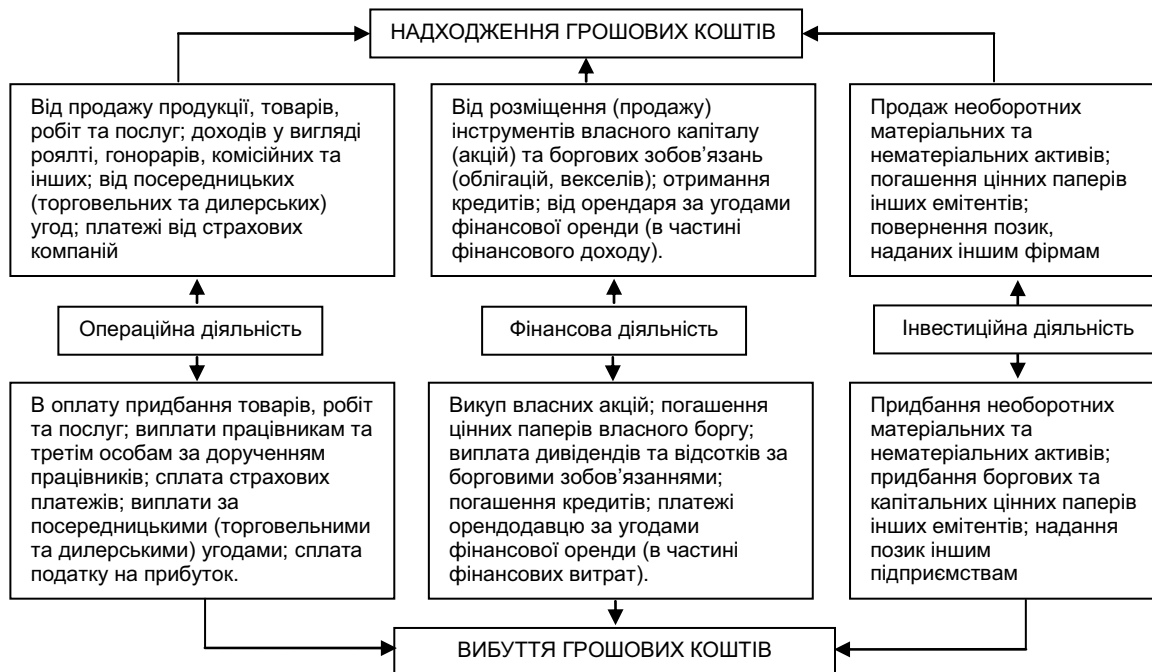 НАДХОДЖЕННЯ ГРОШОВИХ КОШТІВ
Від продажу продукції, товарів,
робіт та послуг; доходів у вигляді
роялті, гонорарів, комісійних та
інших; від посередницьких
(торговельних та дилерських)
угод; платежі від страхових
компаній
Від розміщення (продажу)
інструментів власного капіталу
(акцій) та боргових зобов’язань
(облігацій, векселів); отримання
кредитів; від орендаря за угодами
фінансової оренди (в частині
фінансового доходу).
Продаж необоротних
матеріальних та
нематеріальних активів;
погашення цінних паперів
інших емітентів;
повернення позик,
наданих іншим фірмам
Операційна діяльність
Фінансова діяльність
Інвестиційна діяльність
В оплату придбання товарів, робіт
та послуг; виплати працівникам та
третім особам за дорученням
працівників; сплата страхових
платежів; виплати за
посередницькими (торговельними
та дилерськими) угодами; сплата
податку на прибуток.
Викуп власних акцій; погашення
цінних паперів власного боргу;
виплата дивідендів та відсотків за
борговими зобов’язаннями;
погашення кредитів; платежі
орендодавцю за угодами
фінансової оренди (в частині
фінансових витрат).
Придбання необоротних
матеріальних та
нематеріальних активів;
придбання боргових та
капітальних цінних паперів
інших емітентів; надання
позик іншим
підприємствам
ВИБУТТЯ ГРОШОВИХ КОШТІВ